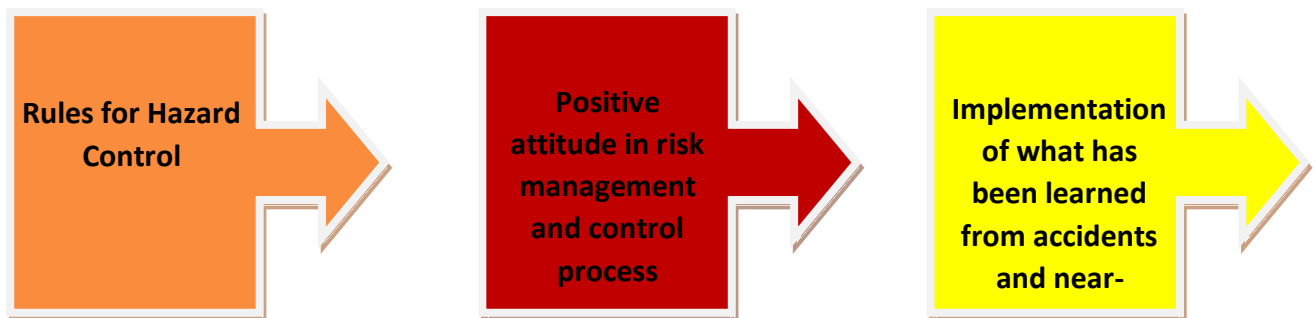 Rules for Hazard
Control
Positive
attitude in risk
management
and control
process
Implementation
of what has
been learned
from accidents
and near-